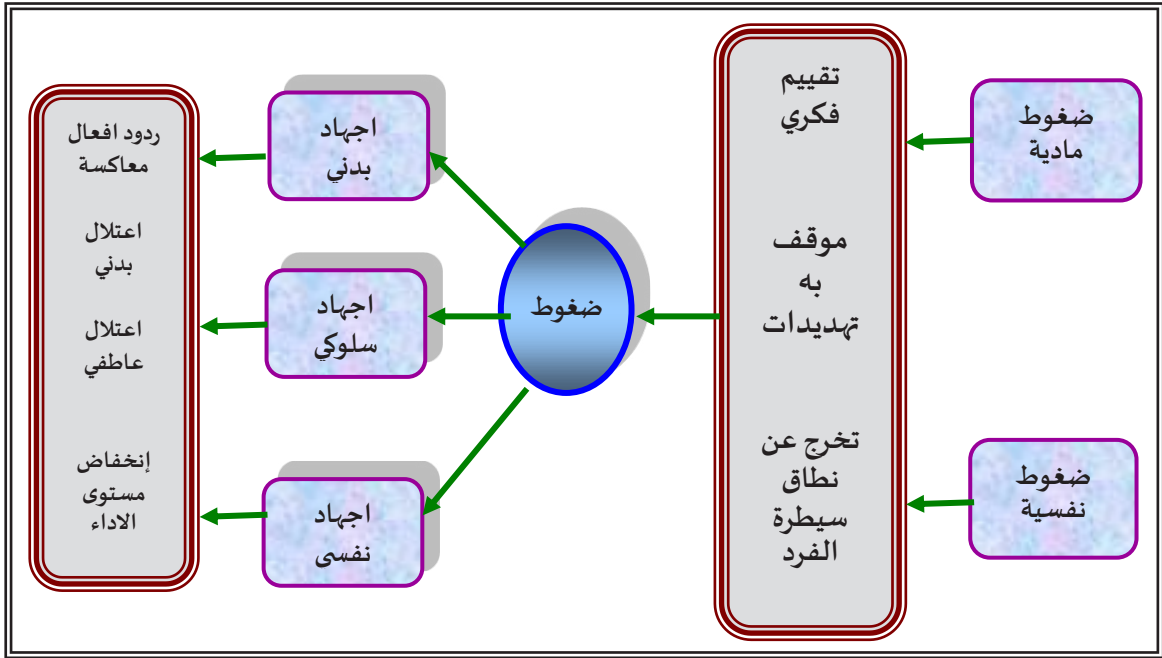 ضغوط
مادية
ضغوط
نفسية
تقييم
فكري
موقف
به
تهديدات
تخرج عن
نطاق
سيطرة
الفرد
ضغوط
اجهاد
بدني
اجهاد
سلوكي
اجهاد
نفسى
ردود افعال
معاكسة
اعتلال
بدني
اعتلال
عاطفي
إنخفاض
مستوى
الاداء